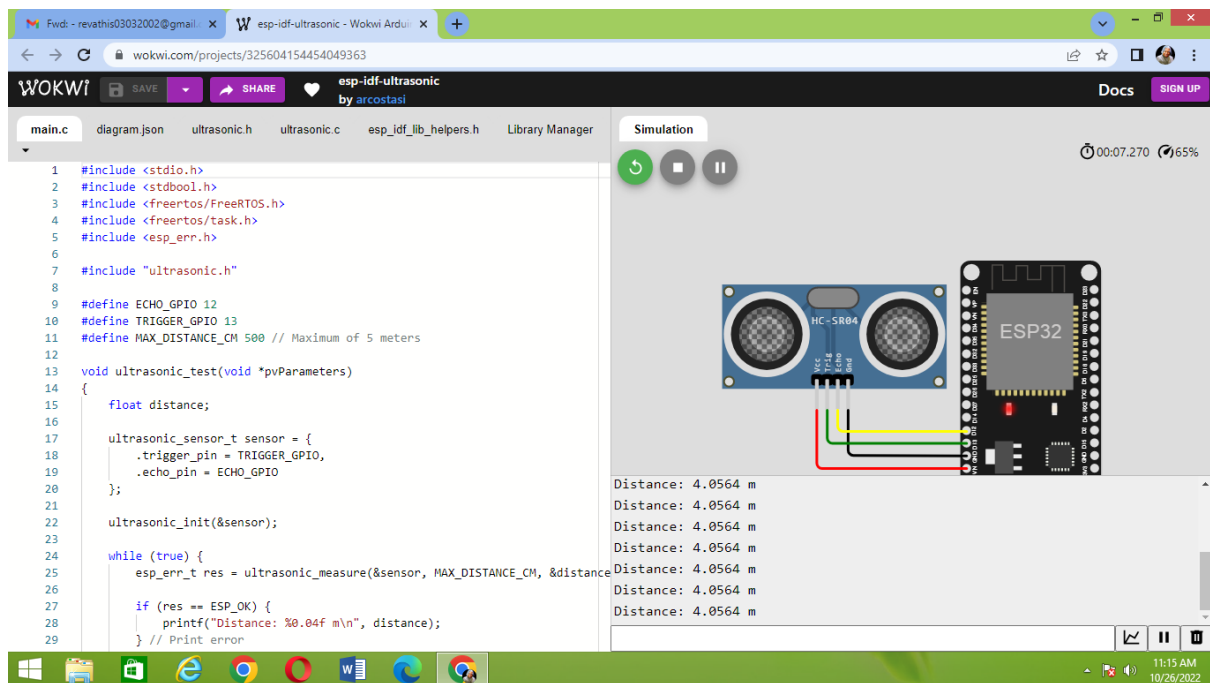 Fwd: - revathis03032002@gmail.
esp-idf-ultrasonic - Wokwi Ardui
wokwi.com/projects/325604154454049363
WOKWi
SAVE
SHARE
esp-idf-ultrasonic
by arcostasi
Docs
SIGN UP
main.c diagram.json ultrasonic.h ultrasonic.c esp_idf_lib_helpers.h Library Manager
1 #include <stdio.h>
2 #include <stdbool.h>
3 #include <freertos/FreeRTOS.h>
4 #include <freertos/task.h>
5 #include <esp_err.h>
6
7 #include "ultrasonic.h"
8
9 #define ECHO_GPIO 12
10 #define TRIGGER_GPIO 13
11 #define MAX_DISTANCE_CM 500 // Maximum of 5 meters
12
13 void ultrasonic_test(void *pvParameters)
14 {
15 float distance;
16
17 ultrasonic_sensor_t sensor = {
18 .trigger_pin = TRIGGER_GPIO,
19 .echo_pin = ECHO_GPIO
20 };
21
22 ultrasonic_init(&sensor);
23
24 while (true) {
25 esp_err_t res = ultrasonic_measure(&sensor, MAX_DISTANCE_CM, &distance
26
27 if (res == ESP_OK) {
28 printf("Distance: %0.04f m\n", distance);
29 } // Print error
Simulation
00:07.270 65%
HC-SR04
Vcc
Trig
Echo
Gnd
ESP32
Distance: 4.0564 m
Distance: 4.0564 m
Distance: 4.0564 m
Distance: 4.0564 m
Distance: 4.0564 m
Distance: 4.0564 m
Distance: 4.0564 m
11:15 AM
10/26/2022